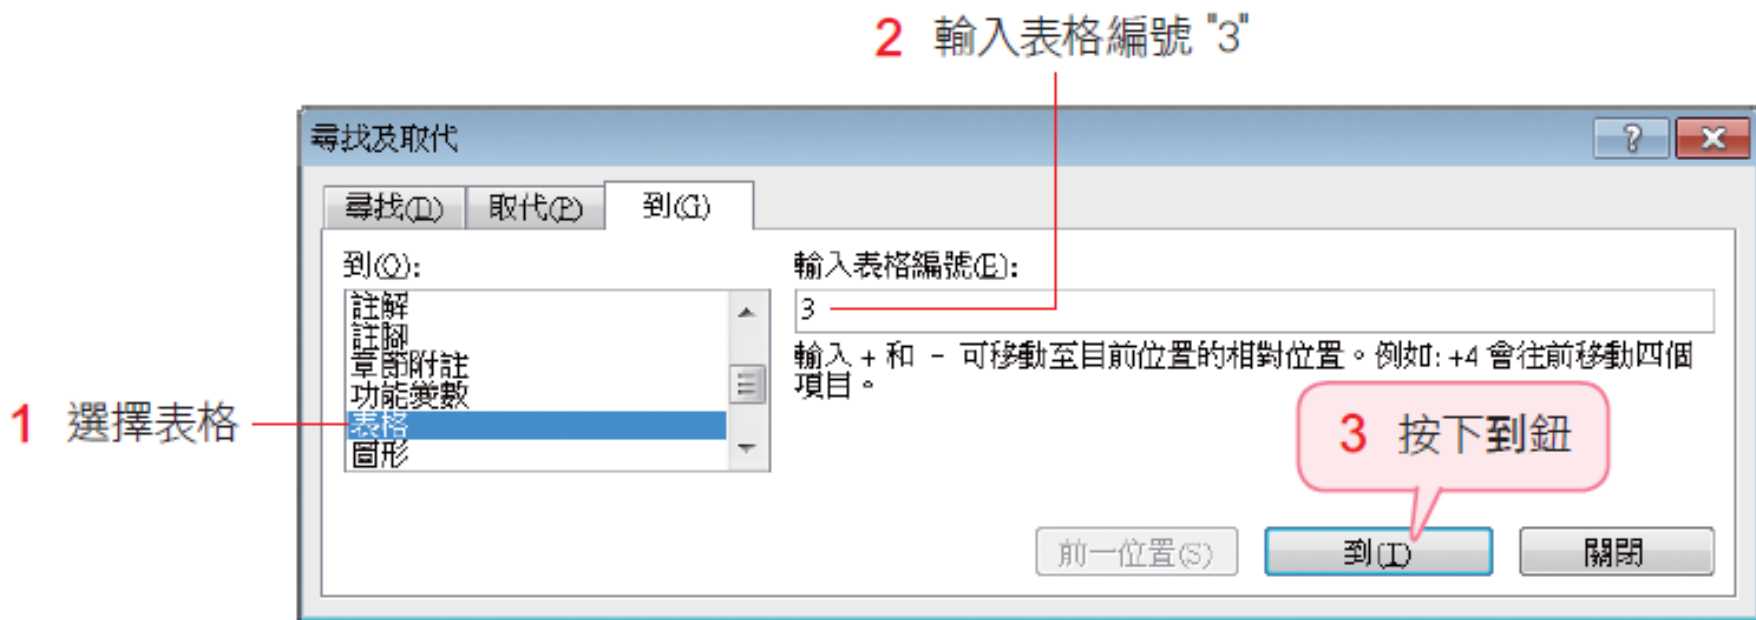 2 輸入表格編號 "3"
尋找及取代
尋找(D) 取代(P) 到(G)
到(O):
註解
註腳
章節附註
功能變數
表格
圖形
輸入表格編號(E):
3
輸入 + 和 - 可移動至目前位置的相對位置。例如: +4 會往前移動四個
項目。
1 選擇表格
3 按下到鈕
前一位置(S) 到(T) 關閉